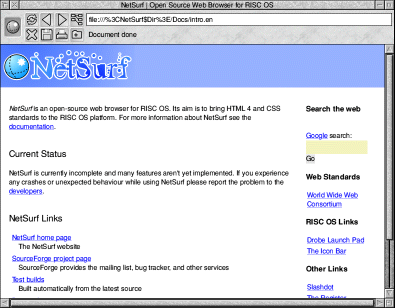 NetSurf | Open Source Web Browser for RISC OS
file:///%3CNetSurf$Dir%3E/Docs/intro.en
Document done
NetSurf
NetSurf is an open-source web browser for RISC OS. Its aim is to bring HTML 4 and CSS
standards to the RISC OS platform. For more information about NetSurf see the
documentation.
Current Status
NetSurf is currently incomplete and many features aren't yet implemented. If you experience
any crashes or unexpected behaviour while using NetSurf please report the problem to the
developers.
NetSurf Links
NetSurf home page
The NetSurf website
SourceForge project page
SourceForge provides the mailing list, bug tracker, and other services
Test builds
Built automatically from the latest source
Search the web
Google search:
Go
Web Standards
World Wide Web
Consortium
RISC OS Links
Drobe Launch Pad
The Icon Bar
Other Links
Slashdot
The Register